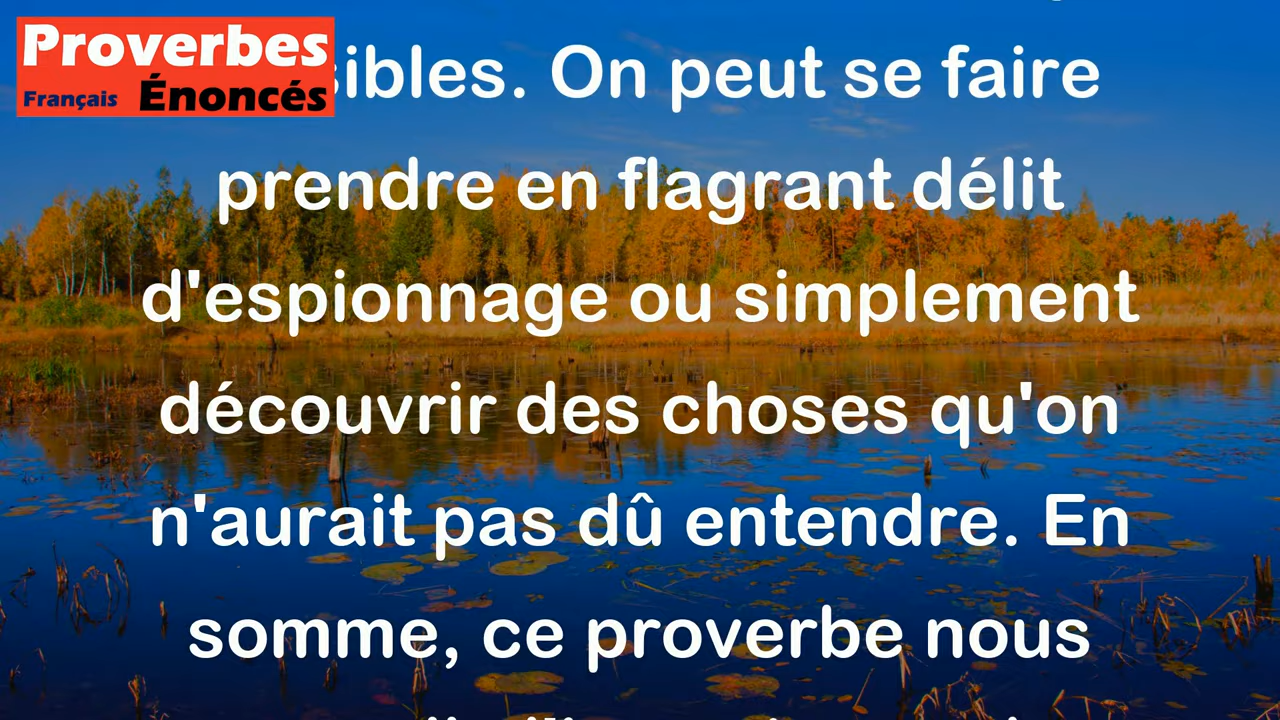 Proverbes
Français Énoncés
sibles. On peut se faire
prendre en flagrant délit
d'espionnage ou simplement
découvrir des choses qu'on
n'aurait pas dû entendre. En
somme, ce proverbe nous